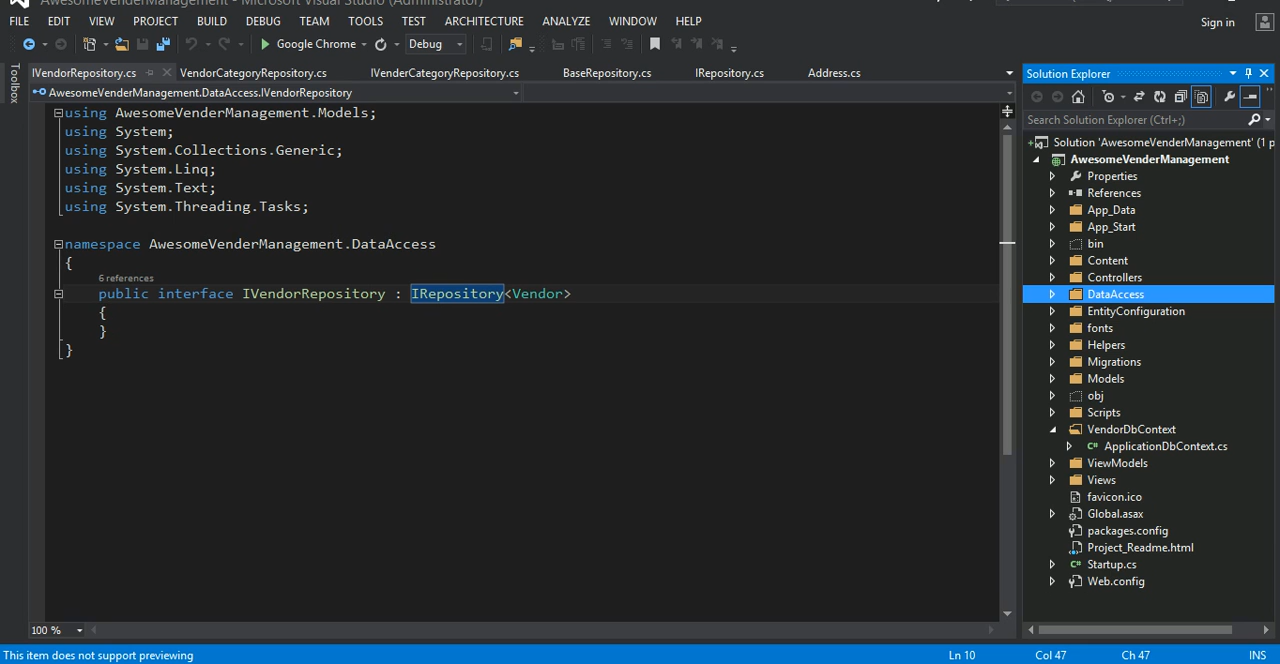 AwesomeVenderManagement - Microsoft Visual Studio (Administrator)
FILE EDIT VIEW PROJECT BUILD DEBUG TEAM TOOLS TEST ARCHITECTURE ANALYZE WINDOW HELP
Sign in
Google Chrome Debug
Toolbox
IVendorRepository.cs VendorCategoryRepository.cs IVenderCategoryRepository.cs BaseRepository.cs IRepository.cs Address.cs
AwesomeVenderManagement.DataAccess.IVendorRepository
using AwesomeVenderManagement.Models;
using System;
using System.Collections.Generic;
using System.Linq;
using System.Text;
using System.Threading.Tasks;
namespace AwesomeVenderManagement.DataAccess
{
6 references
public interface IVendorRepository : IRepository<Vendor>
{
}
}
100 %
Solution Explorer
Search Solution Explorer (Ctrl+;)
Solution 'AwesomeVenderManagement' (1 p
AwesomeVenderManagement
Properties
References
App_Data
App_Start
bin
Content
Controllers
DataAccess
EntityConfiguration
fonts
Helpers
Migrations
Models
obj
Scripts
VendorDbContext
C# ApplicationDbContext.cs
ViewModels
Views
favicon.ico
Global.asax
packages.config
Project_Readme.html
C# Startup.cs
Web.config
This item does not support previewing Ln 10 Col 47 Ch 47 INS